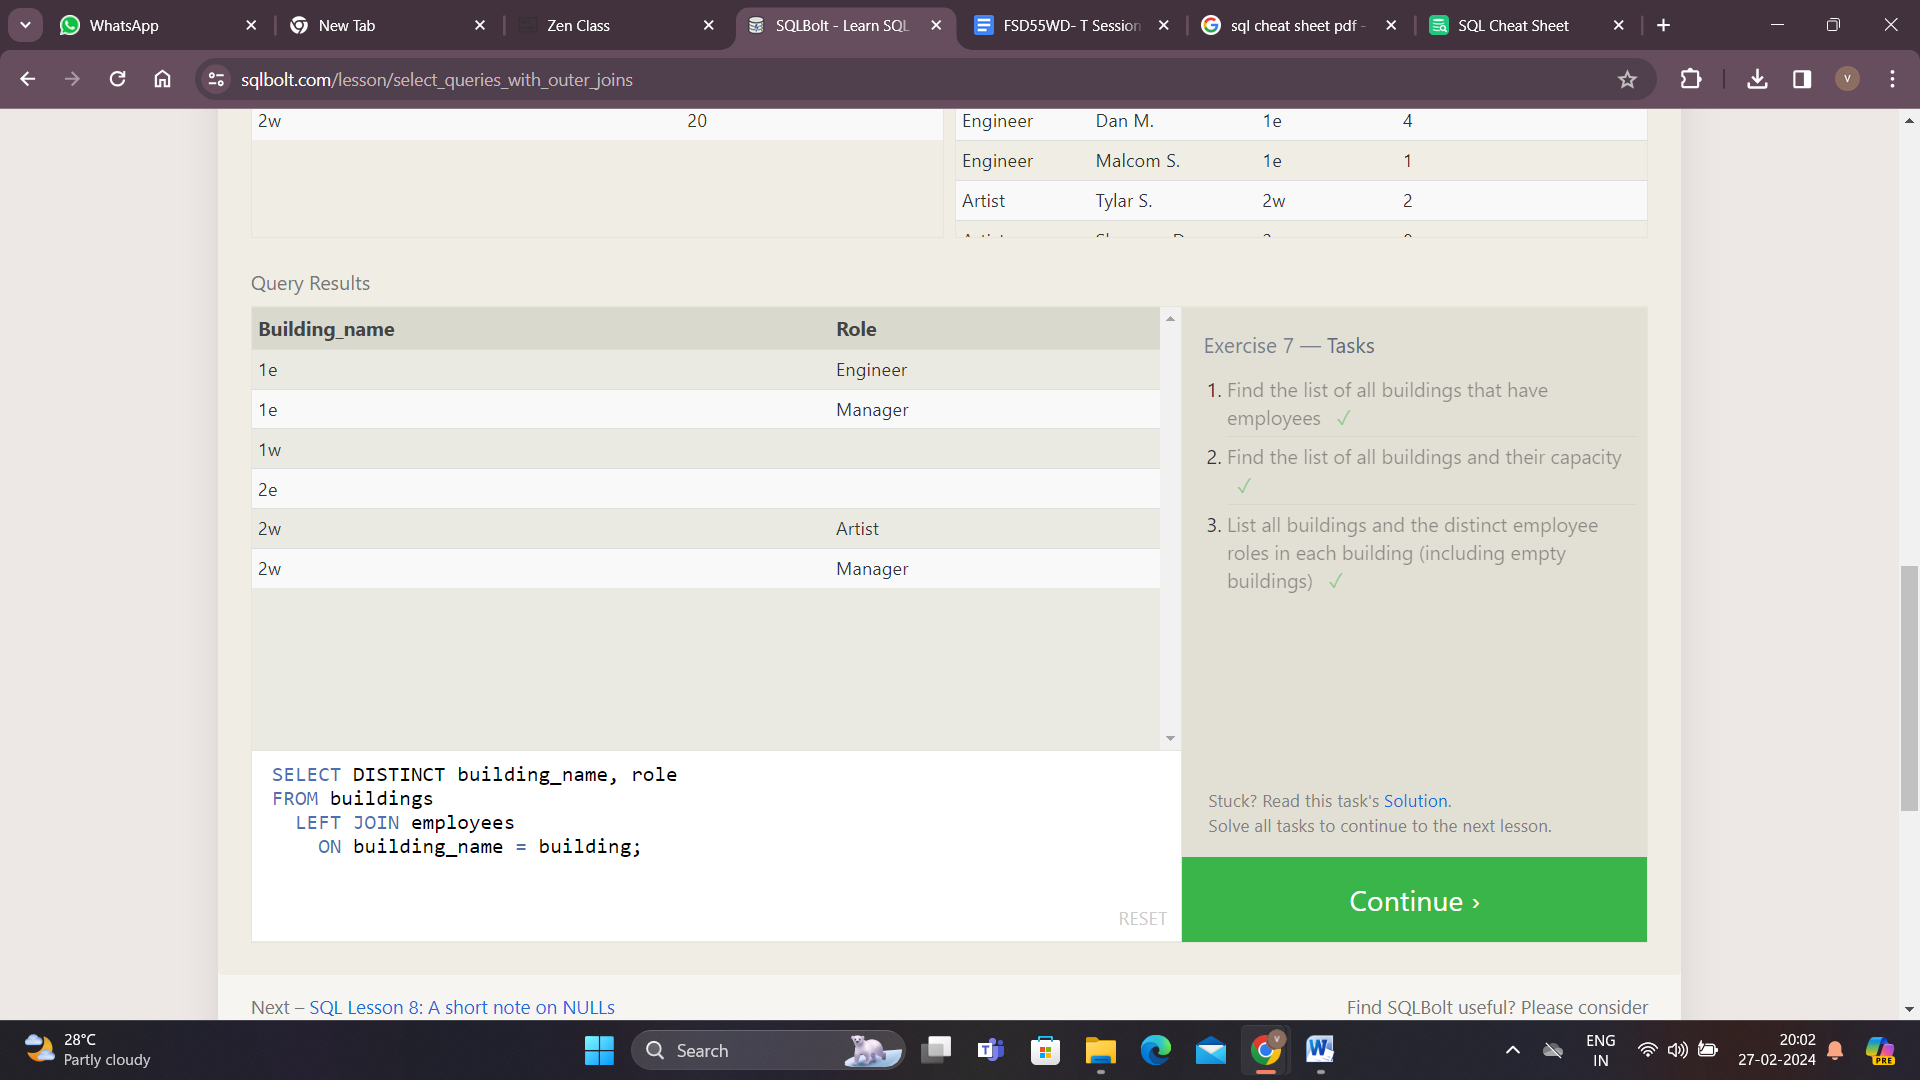 WhatsApp
New Tab
Zen Class
SQLBolt - Learn SQL
FSD55WD- T Session
sql cheat sheet pdf -
SQL Cheat Sheet
sqlbolt.com/lesson/select_queries_with_outer_joins
V
2w 20
Engineer Dan M. 1e 4
Engineer Malcom S. 1e 1
Artist Tylar S. 2w 2
Query Results
Building_name Role
1e Engineer
1e Manager
1w
2e
2w Artist
2w Manager
Exercise 7 — Tasks
1. Find the list of all buildings that have
employees ✓
2. Find the list of all buildings and their capacity
✓
3. List all buildings and the distinct employee
roles in each building (including empty
buildings) ✓
SELECT DISTINCT building_name, role
FROM buildings
LEFT JOIN employees
ON building_name = building;
RESET
Stuck? Read this task's Solution.
Solve all tasks to continue to the next lesson.
Continue ›
Next – SQL Lesson 8: A short note on NULLs
Find SQLBolt useful? Please consider
28°C
Partly cloudy
Search
ENG
IN
20:02
27-02-2024
PRE